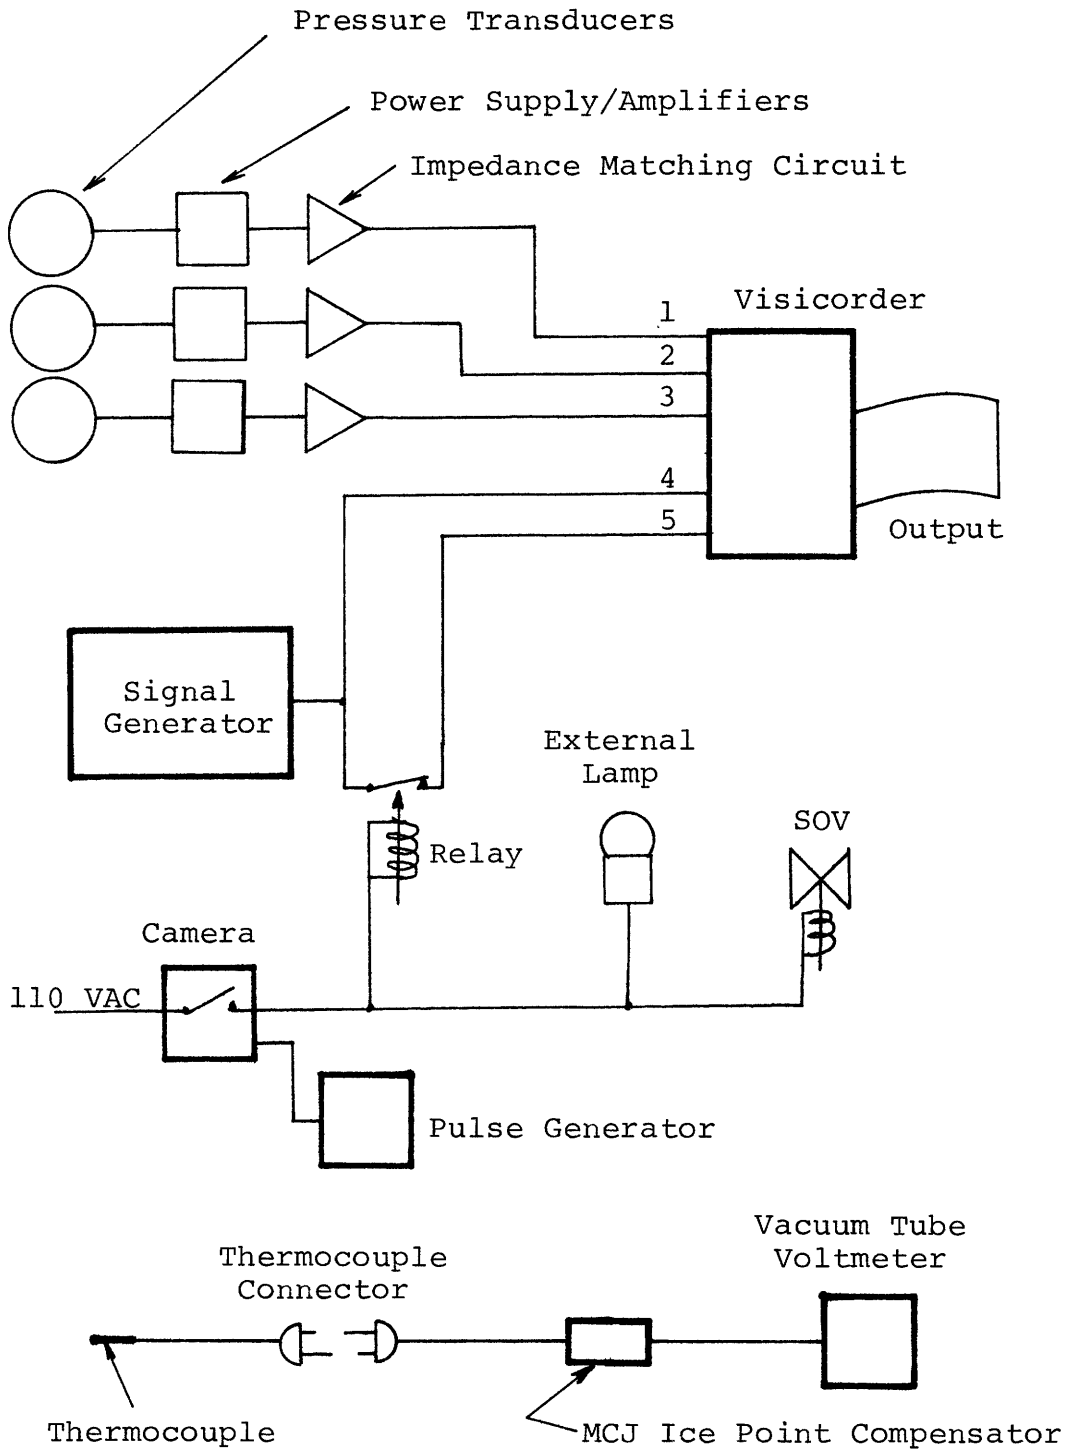 Pressure Transducers
Power Supply/Amplifiers
Impedance Matching Circuit
Visicorder
1
2
3
4
5
Output
Signal
Generator
External
Lamp
SOV
Relay
Camera
110 VAC
Pulse Generator
Vacuum Tube
Voltmeter
Thermocouple
Connector
Thermocouple
MCJ Ice Point Compensator